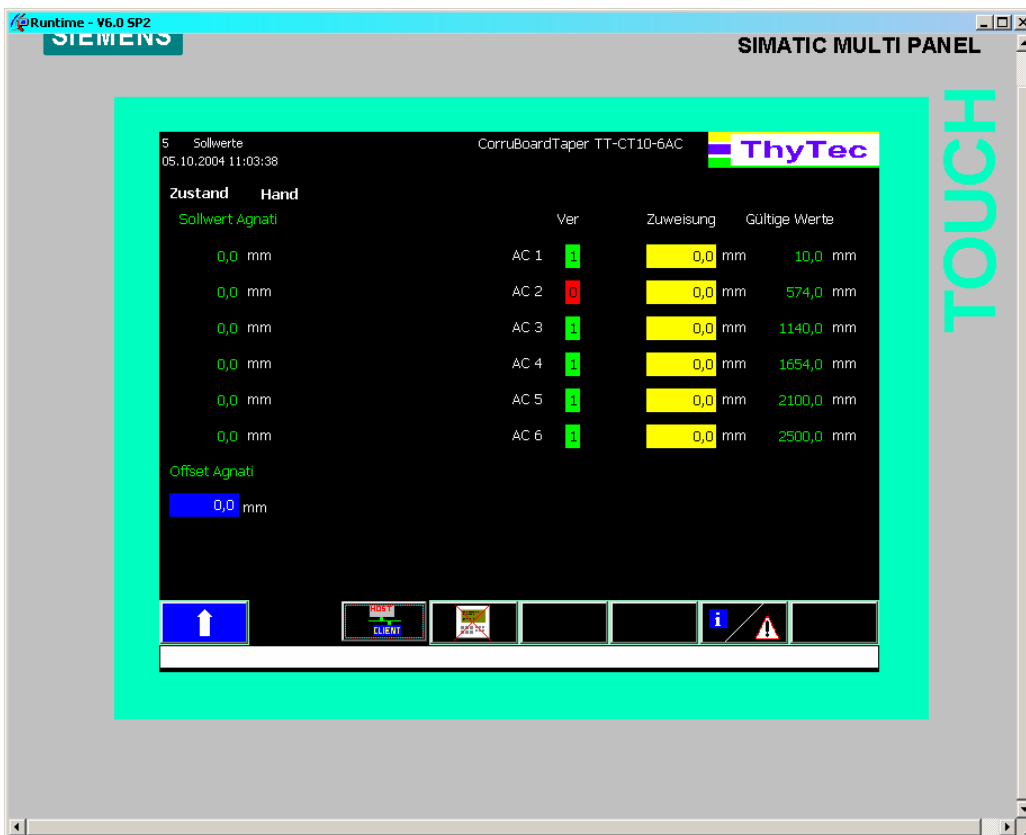 Runtime - V6.0 SP2
SIEMENS
SIMATIC MULTI PANEL
TOUCH
5 Sollwerte
CorruBoardTaper TT-CT10-6AC
ThyTec
05.10.2004 11:03:38
Zustand Hand
Sollwert Agnati Ver Zuweisung Gültige Werte
0,0 mm AC 1 1 0,0 mm 10,0 mm
0,0 mm AC 2 0 0,0 mm 574,0 mm
0,0 mm AC 3 1 0,0 mm 1140,0 mm
0,0 mm AC 4 1 0,0 mm 1654,0 mm
0,0 mm AC 5 1 0,0 mm 2100,0 mm
0,0 mm AC 6 1 0,0 mm 2500,0 mm
Offset Agnati
0,0 mm
HOST
CLIENT
i